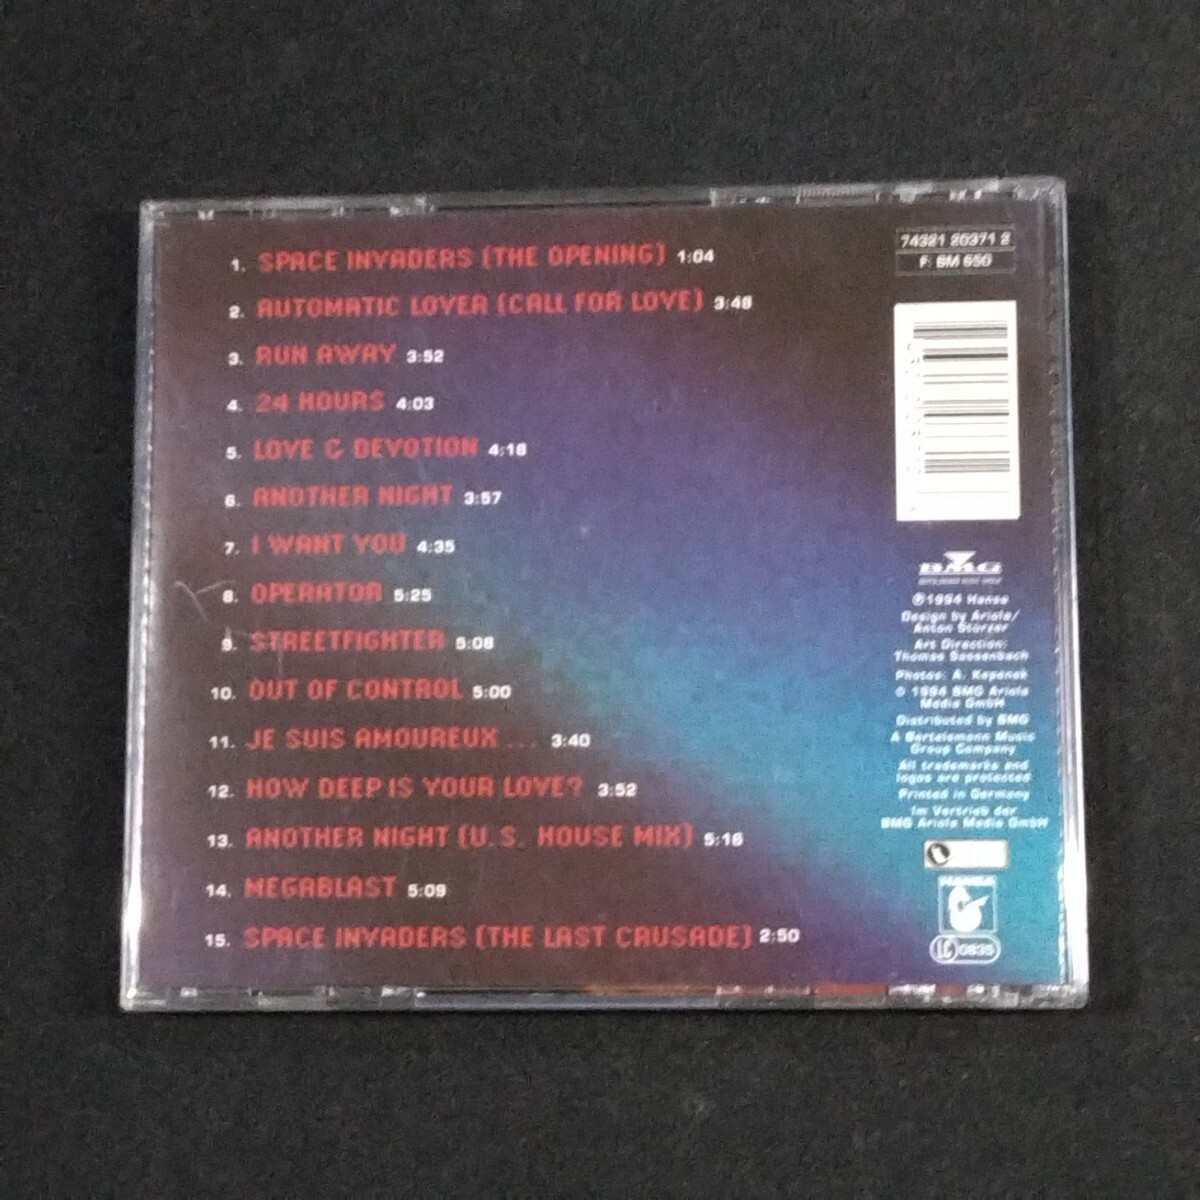 1. SPACE INVADERS (THE OPENING) 1:04
2. AUTOMATIC LOVER (CALL FOR LOVE) 3:48
3. RUN AWAY 3:52
4. 24 HOURS 4:03
5. LOVE & DEVOTION 4:18
6. ANOTHER NIGHT 3:57
7. I WANT YOU 4:35
8. OPERATOR 5:25
9. STREETFIGHTER 5:08
10. OUT OF CONTROL 5:00
11. JE SUIS AMOUREUX ... 3:40
12. HOW DEEP IS YOUR LOVE? 3:52
13. ANOTHER NIGHT (U.S. HOUSE MIX) 5:16
14. MEGABLAST 5:09
15. SPACE INVADERS (THE LAST CRUSADE) 2:50
74321 20371 2
F: BM 650
BMG
BERTELSMANN MUSIC GROUP
℗1994 Hansa
Design by Ariola/
Anton Stürzer
Art Direction:
Thomas Sassenbach
Photos: A.
© 1994 BMG Ariola
Media GmbH
Distributed by BMG
A Bertelsmann Music
Group Company
All trademarks and
logos are protected
Printed in Germany
Im Vertrieb der
BMG Ariola Media GmbH
HANSA
LC 0835